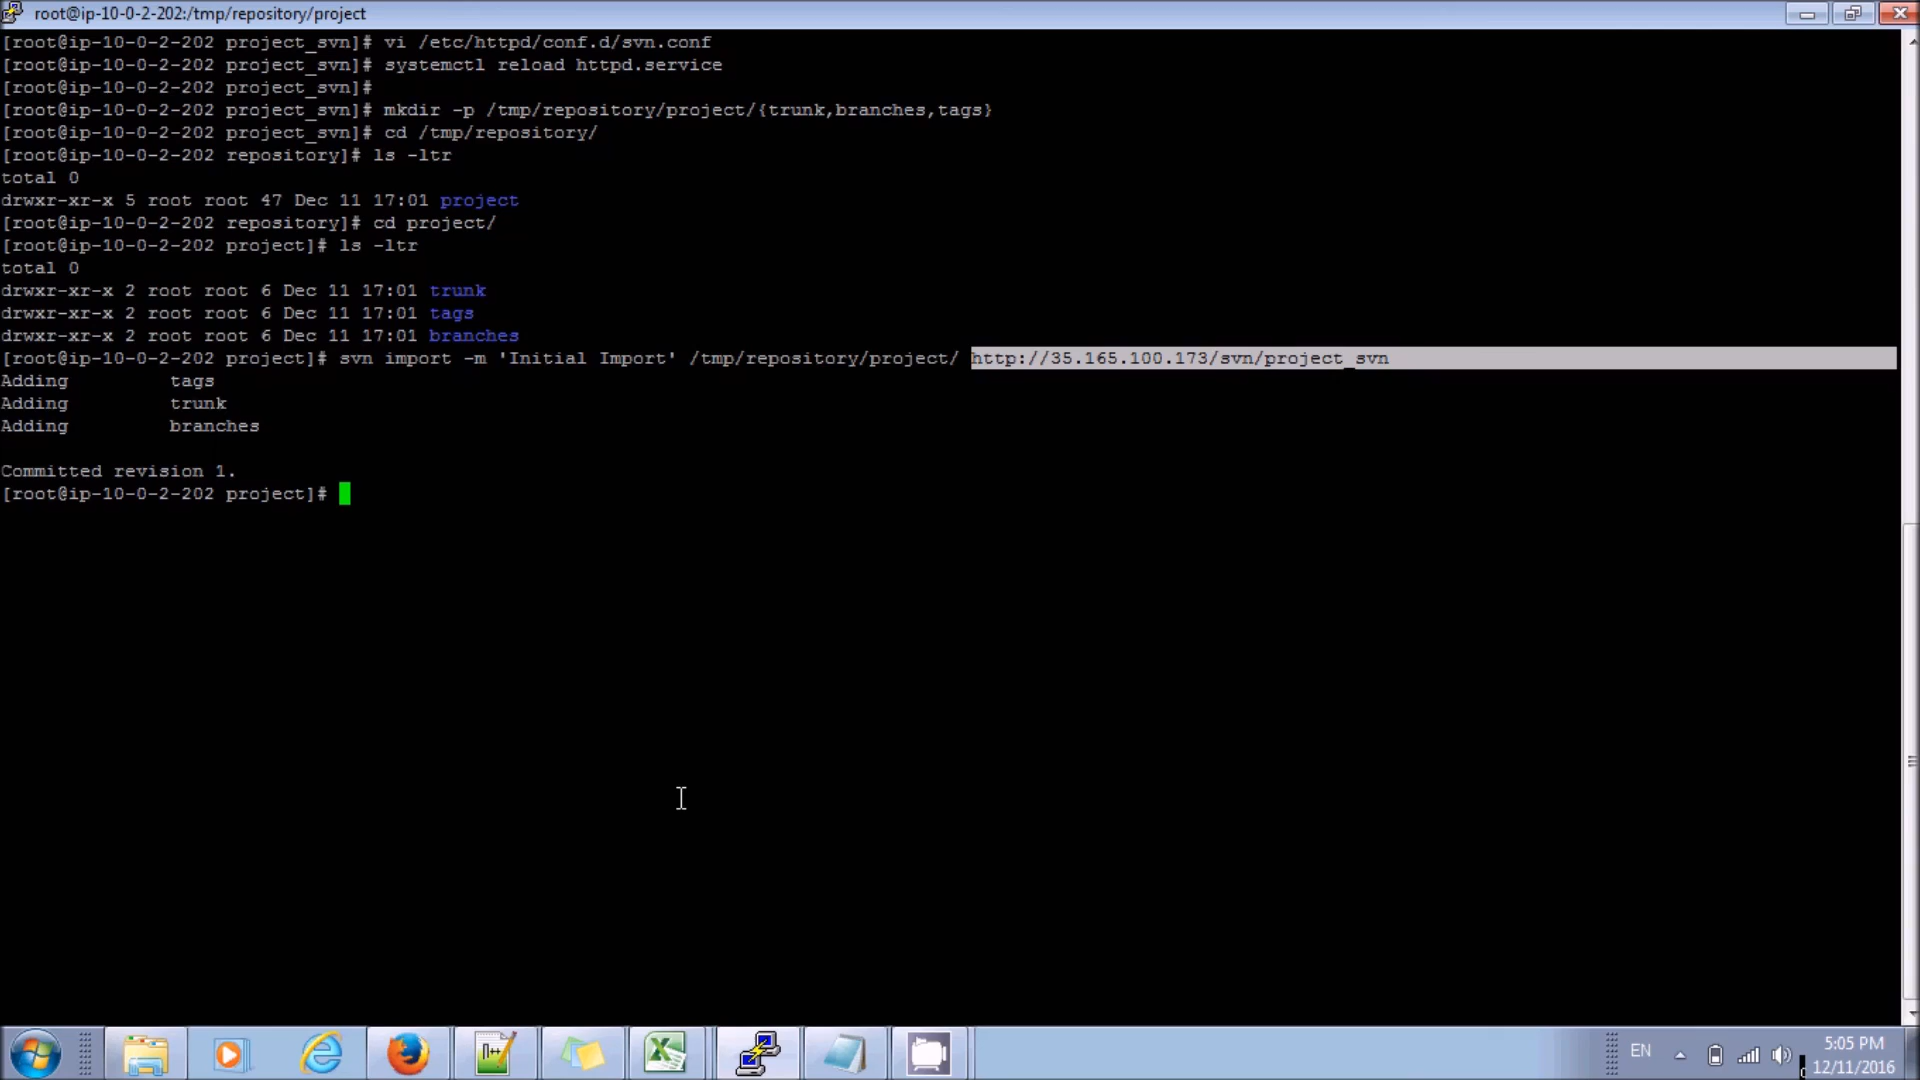 root@ip-10-0-2-202:/tmp/repository/project
[root@ip-10-0-2-202 project_svn]# vi /etc/httpd/conf.d/svn.conf
[root@ip-10-0-2-202 project_svn]# systemctl reload httpd.service
[root@ip-10-0-2-202 project_svn]#
[root@ip-10-0-2-202 project_svn]# mkdir -p /tmp/repository/project/{trunk,branches,tags}
[root@ip-10-0-2-202 project_svn]# cd /tmp/repository/
[root@ip-10-0-2-202 repository]# ls -ltr
total 0
drwxr-xr-x 5 root root 47 Dec 11 17:01 project
[root@ip-10-0-2-202 repository]# cd project/
[root@ip-10-0-2-202 project]# ls -ltr
total 0
drwxr-xr-x 2 root root 6 Dec 11 17:01 trunk
drwxr-xr-x 2 root root 6 Dec 11 17:01 tags
drwxr-xr-x 2 root root 6 Dec 11 17:01 branches
[root@ip-10-0-2-202 project]# svn import -m 'Initial Import' /tmp/repository/project/ http://35.165.100.173/svn/project_svn
Adding         tags
Adding         trunk
Adding         branches
Committed revision 1.
[root@ip-10-0-2-202 project]#
EN
5:05 PM
12/11/2016